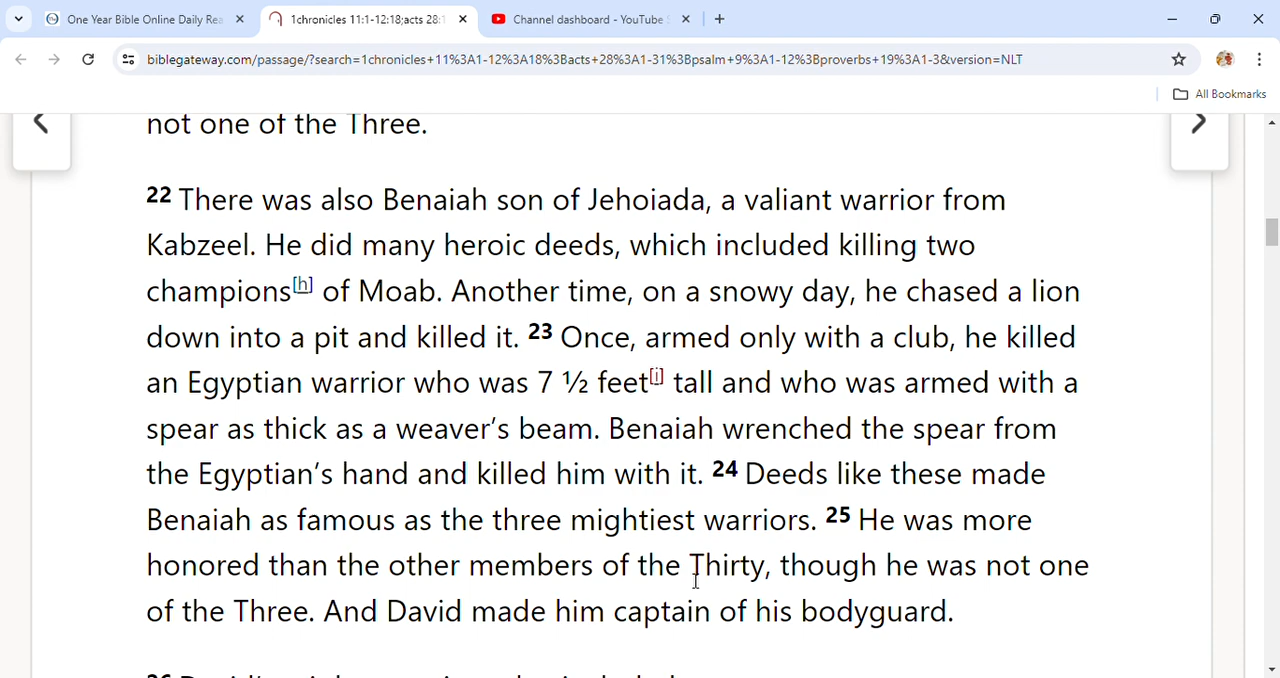 One Year Bible Online Daily Rea
1chronicles 11:1-12:18;acts 28:1
Channel dashboard - YouTube S
biblegateway.com/passage/?search=1chronicles+11%3A1-12%3A18%3Bacts+28%3A1-31%3Bpsalm+9%3A1-12%3Bproverbs+19%3A1-3&version=NLT
All Bookmarks
not one of the Three.
22 There was also Benaiah son of Jehoiada, a valiant warrior from
Kabzeel. He did many heroic deeds, which included killing two
champions[h] of Moab. Another time, on a snowy day, he chased a lion
down into a pit and killed it. 23 Once, armed only with a club, he killed
an Egyptian warrior who was 7 ½ feet[i] tall and who was armed with a
spear as thick as a weaver’s beam. Benaiah wrenched the spear from
the Egyptian’s hand and killed him with it. 24 Deeds like these made
Benaiah as famous as the three mightiest warriors. 25 He was more
honored than the other members of the Thirty, though he was not one
of the Three. And David made him captain of his bodyguard.